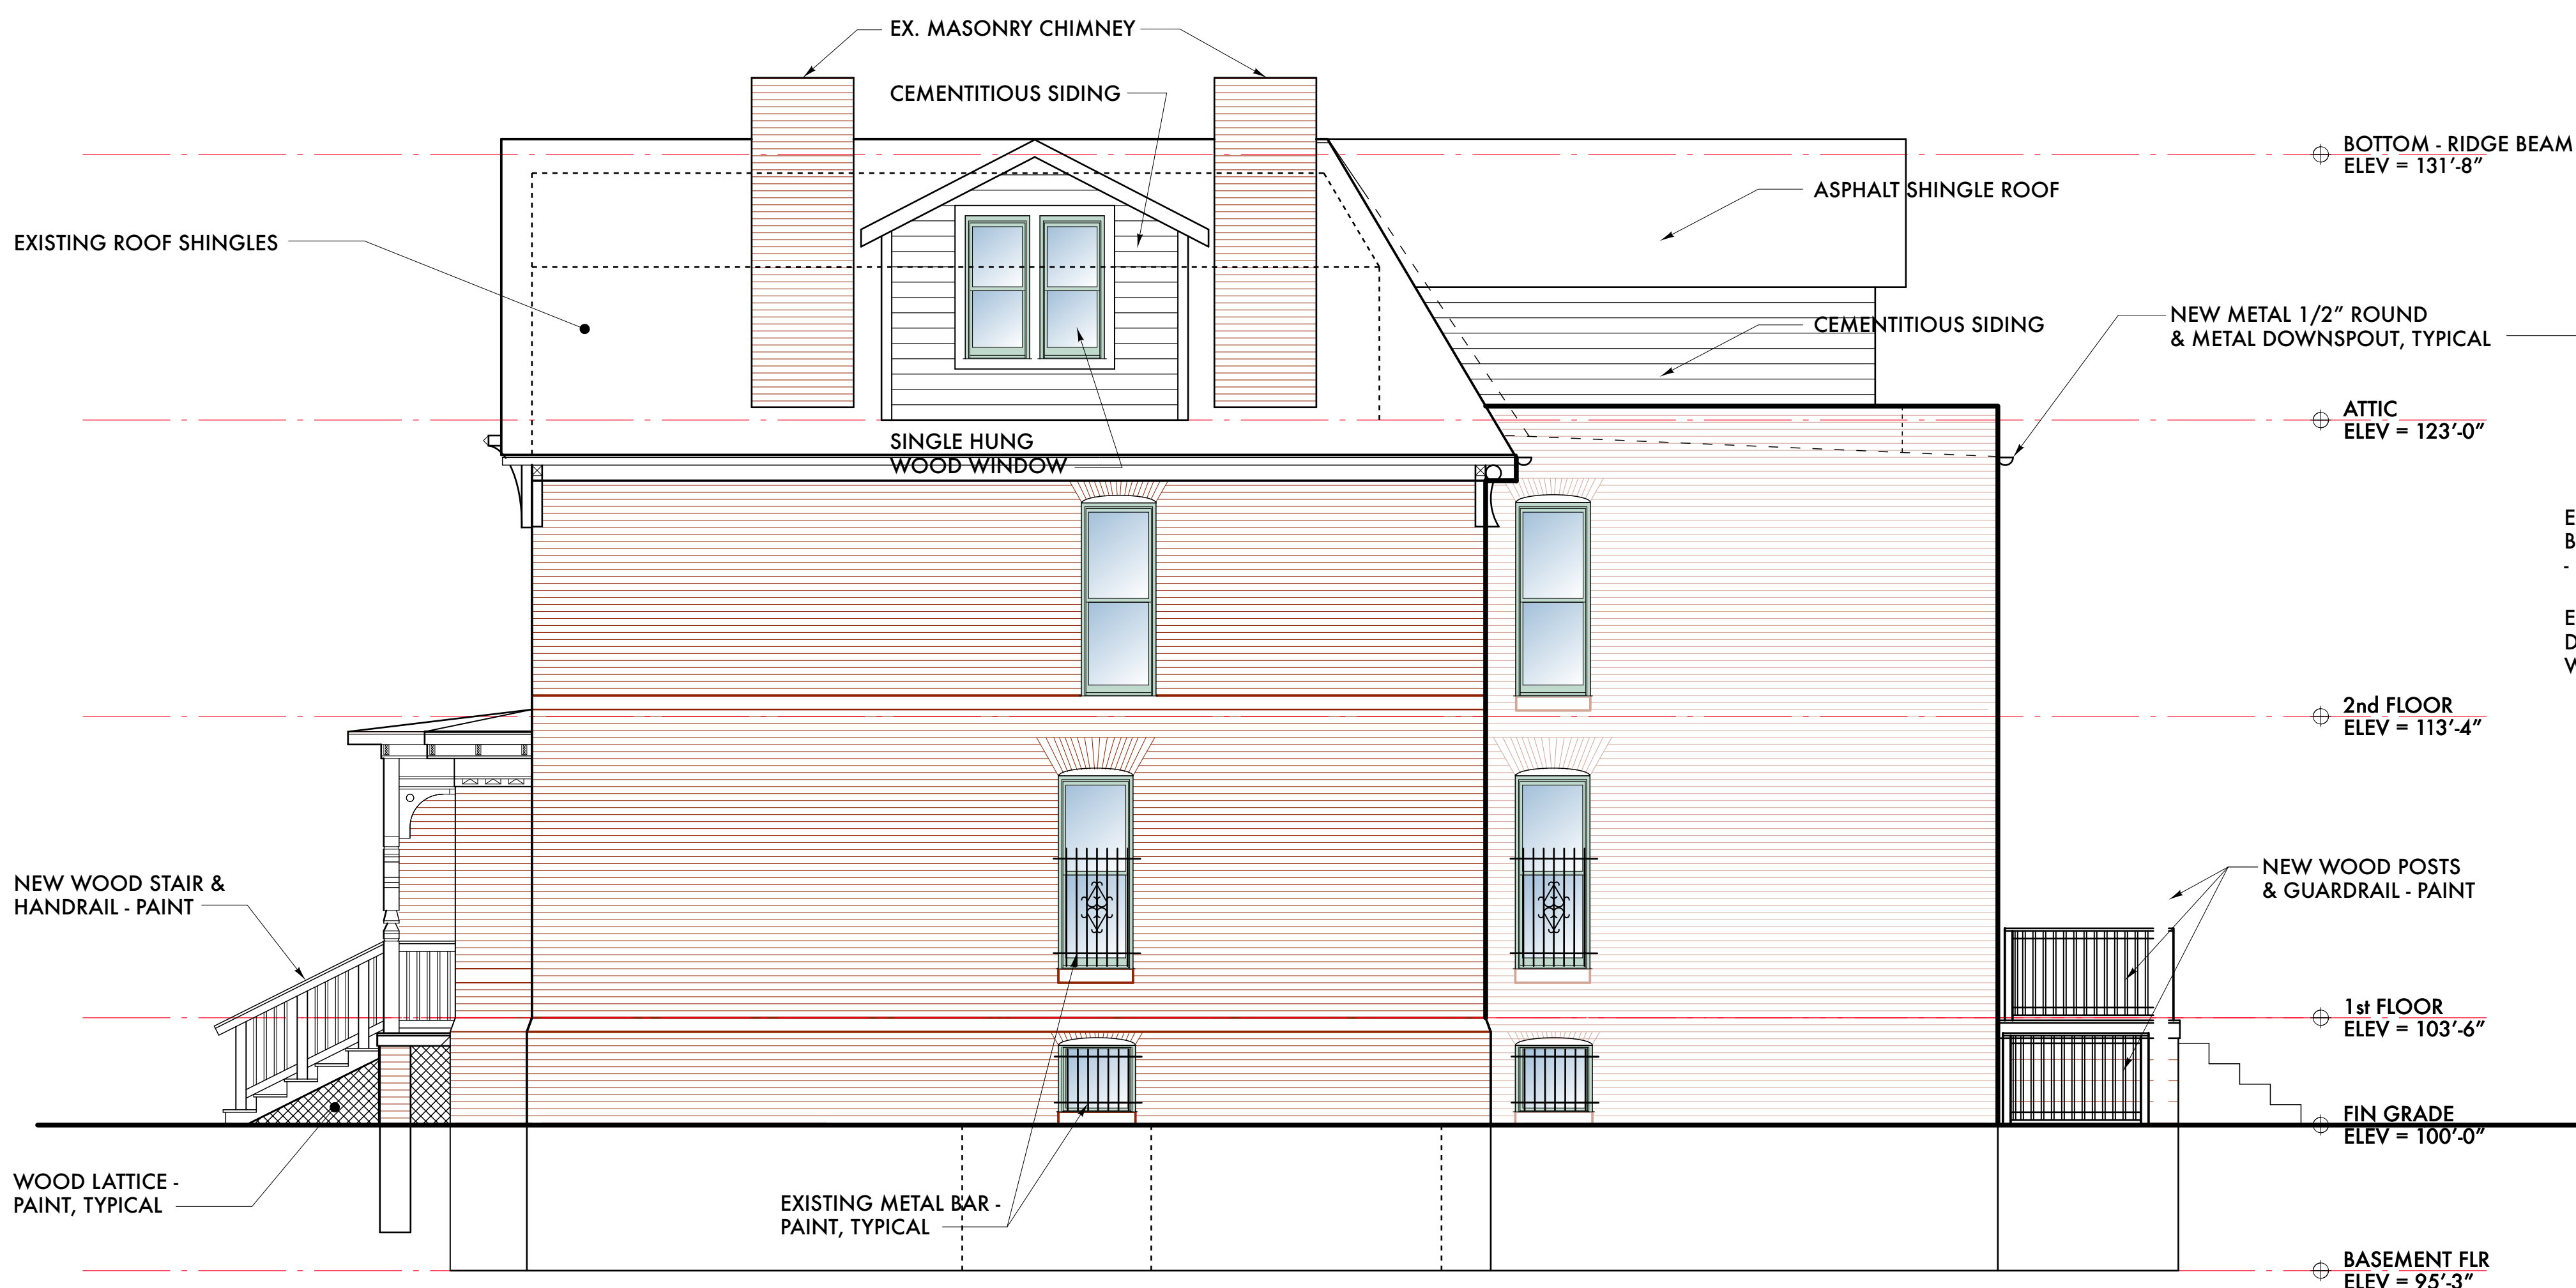 EX. MASONRY CHIMNEY
CEMENTITIOUS SIDING
BOTTOM - RIDGE BEAM
ELEV = 131'-8"
ASPHALT SHINGLE ROOF
EXISTING ROOF SHINGLES
NEW METAL 1/2" ROUND
& METAL DOWNSPOUT, TYPICAL
CEMENTITIOUS SIDING
ATTIC
ELEV = 123'-0"
SINGLE HUNG
WOOD WINDOW
E
B
-
E
D
W
2nd FLOOR
ELEV = 113'-4"
NEW WOOD STAIR &
HANDRAIL - PAINT
NEW WOOD POSTS
& GUARDRAIL - PAINT
1st FLOOR
ELEV = 103'-6"
FIN GRADE
ELEV = 100'-0"
WOOD LATTICE -
PAINT, TYPICAL
EXISTING METAL BAR -
PAINT, TYPICAL
BASEMENT FLR
ELEV = 95'-3"